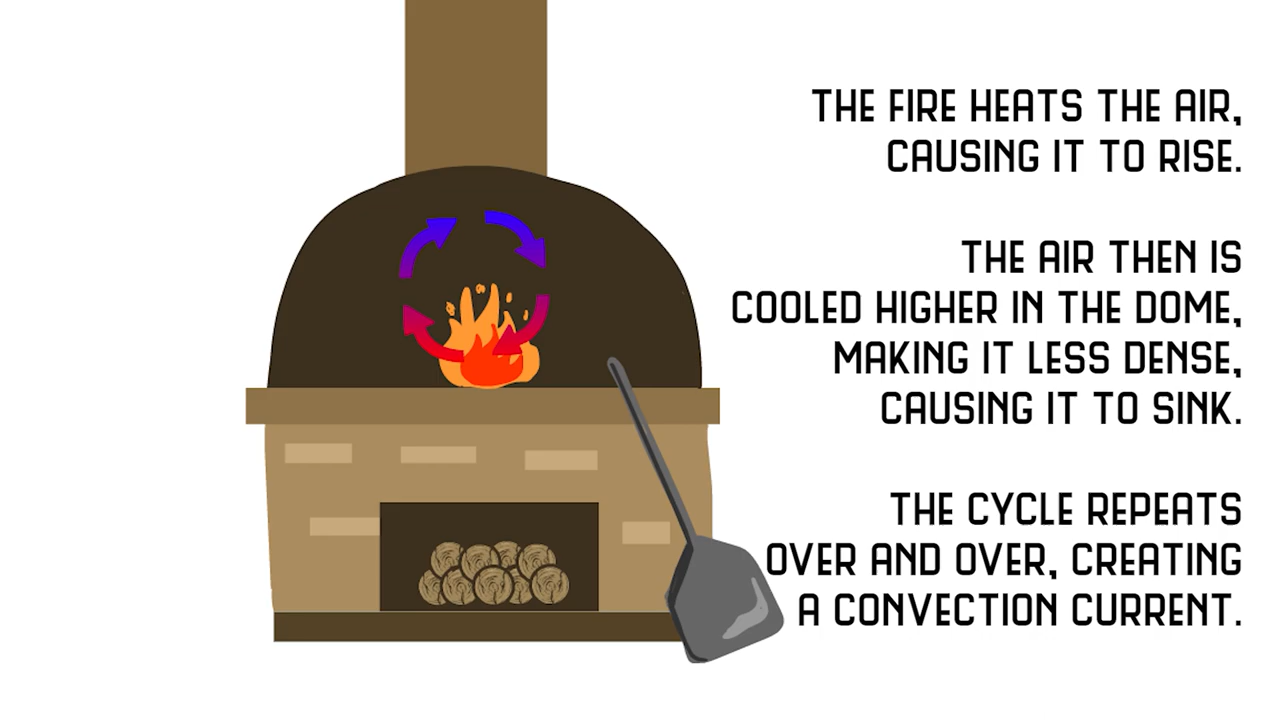 THE FIRE HEATS THE AIR,
CAUSING IT TO RISE.
THE AIR THEN IS
COOLED HIGHER IN THE DOME,
MAKING IT LESS DENSE,
CAUSING IT TO SINK.
THE CYCLE REPEATS
OVER AND OVER, CREATING
A CONVECTION CURRENT.